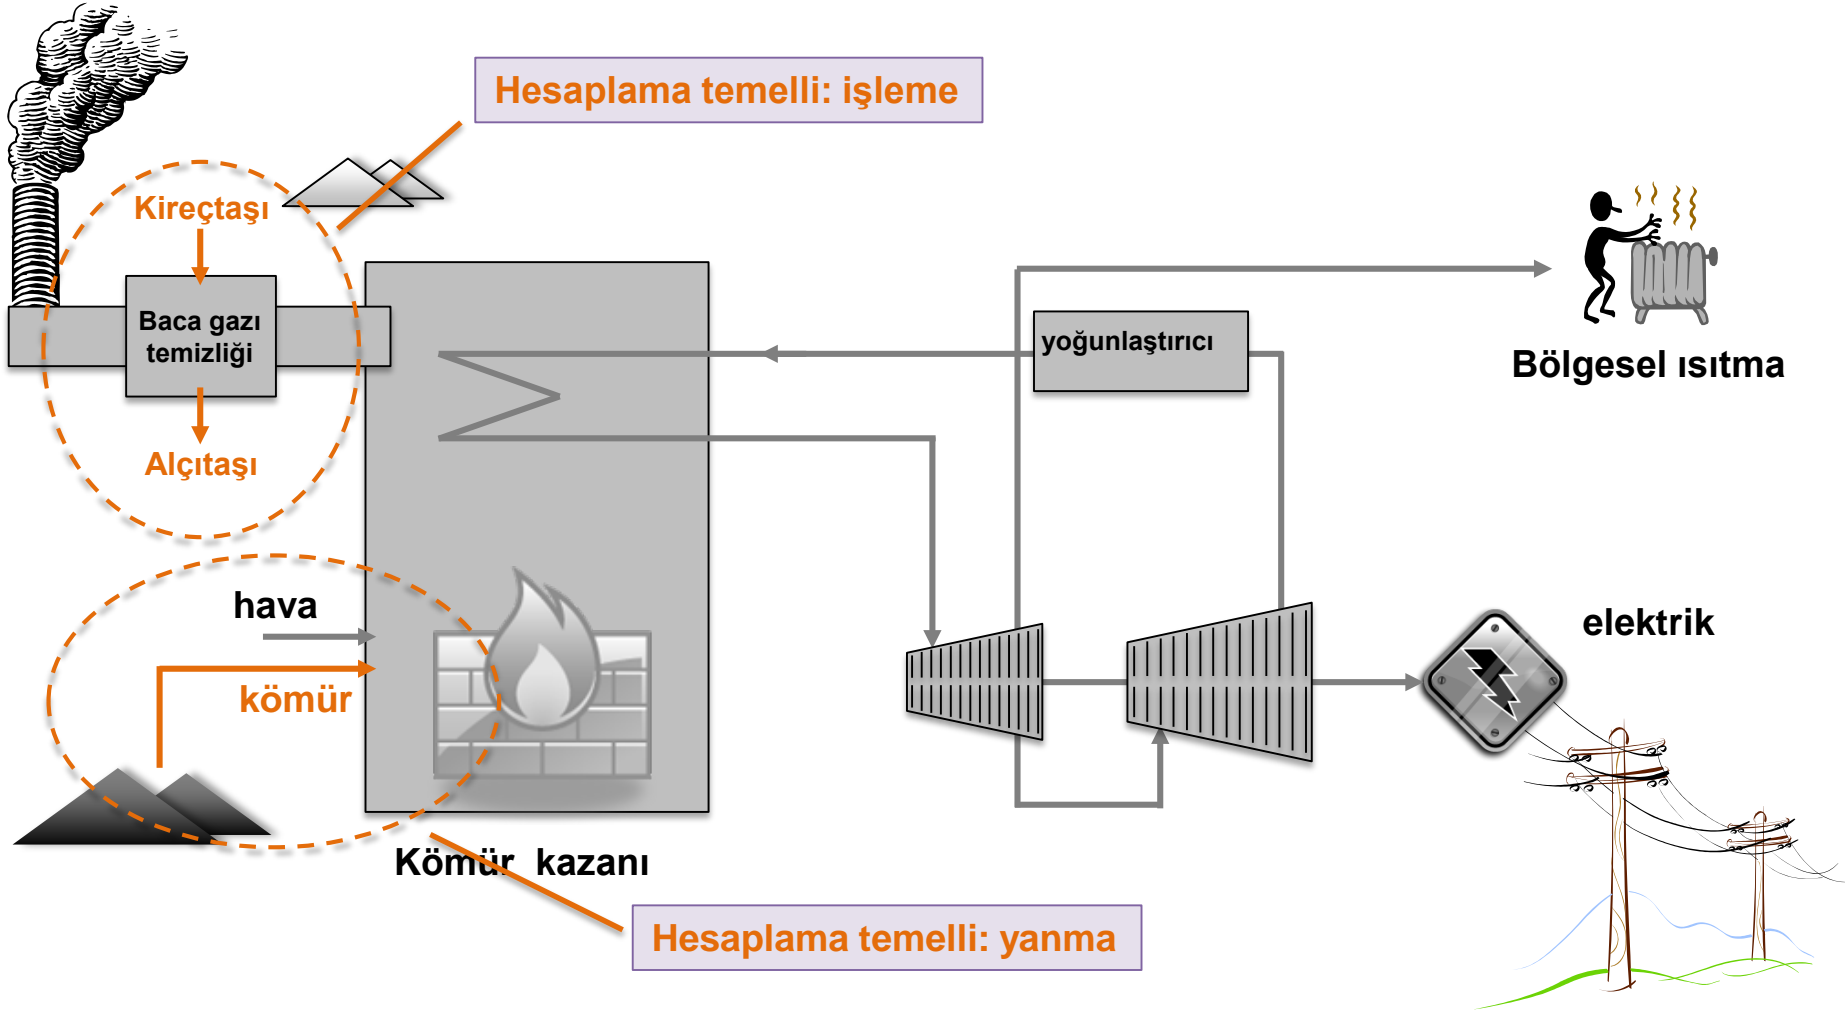 Hesaplama temelli: işleme
Kireçtaşı
Baca gazı
temizliği
Alçıtaşı
yoğunlaştırıcı
Bölgesel ısıtma
hava
kömür
elektrik
Kömür kazanı
Hesaplama temelli: yanma